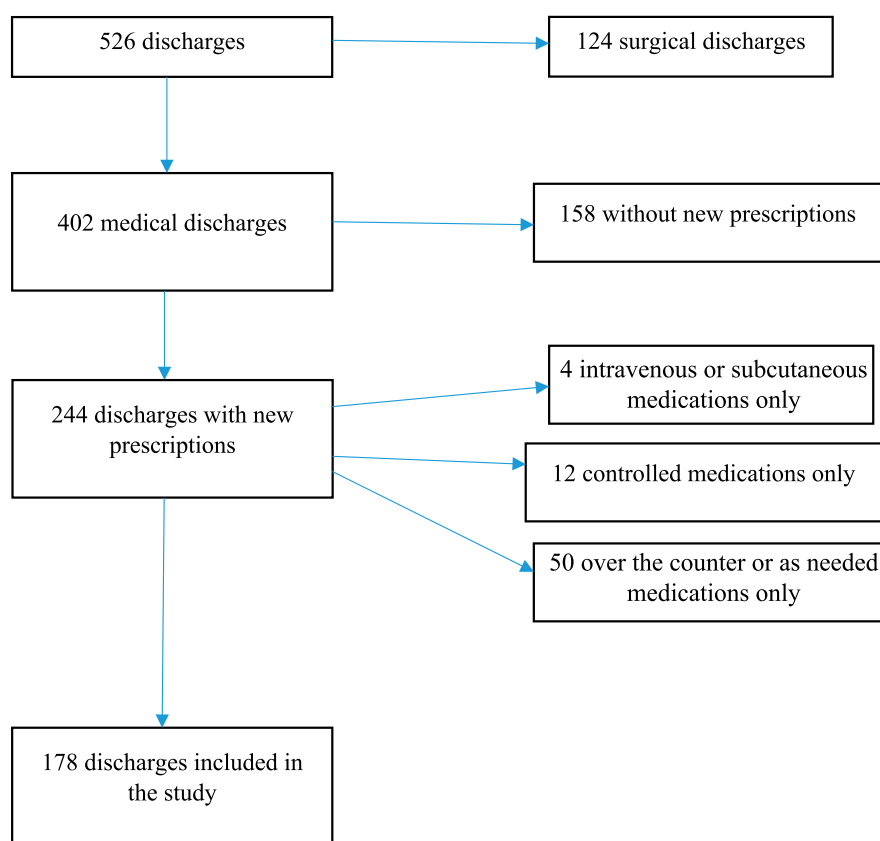 526 discharges
124 surgical discharges
402 medical discharges
158 without new prescriptions
244 discharges with new
prescriptions
4 intravenous or subcutaneous
medications only
12 controlled medications only
50 over the counter or as needed
medications only
178 discharges included in
the study